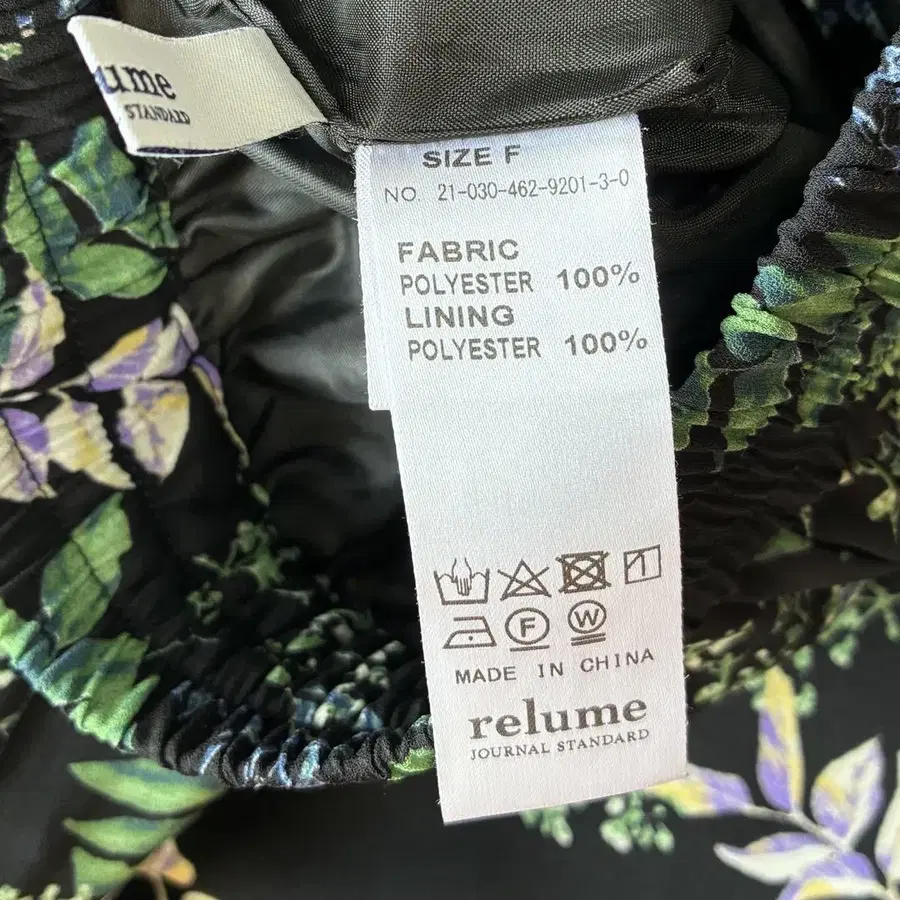 ume
STANDARD
SIZE F
NO. 21-030-462-9201-3-0
FABRIC
POLYESTER 100%
LINING
POLYESTER 100%
F W
MADE IN CHINA
relume
JOURNAL STANDARD